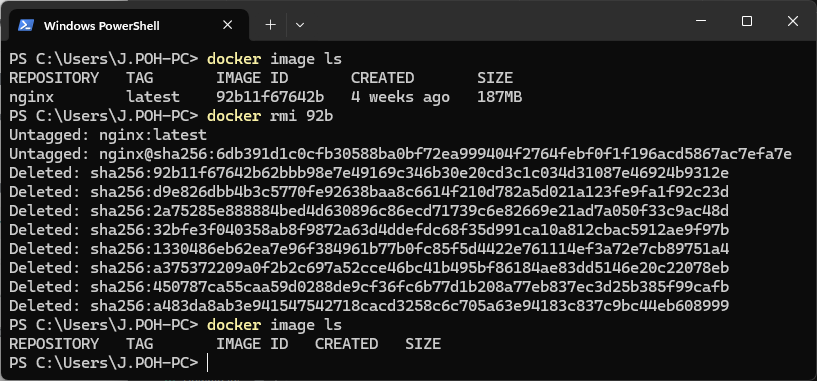 Windows PowerShell
PS C:\Users\J.POH-PC> docker image ls
REPOSITORY   TAG       IMAGE ID       CREATED       SIZE
nginx        latest    92b11f67642b   4 weeks ago   187MB
PS C:\Users\J.POH-PC> docker rmi 92b
Untagged: nginx:latest
Untagged: nginx@sha256:6db391d1c0cfb30588ba0bf72ea999404f2764febf0f1f196acd5867ac7efa7e
Deleted: sha256:92b11f67642b62bbb98e7e49169c346b30e20cd3c1c034d31087e46924b9312e
Deleted: sha256:d9e826dbb4b3c5770fe92638baa8c6614f210d782a5d021a123fe9fa1f92c23d
Deleted: sha256:2a75285e888884bed4d630896c86ecd71739c6e82669e21ad7a050f33c9ac48d
Deleted: sha256:32bfe3f040358ab8f9872a63d4ddefdc68f35d991ca10a812cbac5912ae9f97b
Deleted: sha256:1330486eb62ea7e96f384961b77b0fc85f5d4422e761114ef3a72e7cb89751a4
Deleted: sha256:a375372209a0f2b2c697a52cce46bc41b495bf86184ae83dd5146e20c22078eb
Deleted: sha256:450787ca55caa59d0288de9cf36fc6b77d1b208a77eb837ec3d25b385f99cafb
Deleted: sha256:a483da8ab3e941547542718cacd3258c6c705a63e94183c837c9bc44eb608999
PS C:\Users\J.POH-PC> docker image ls
REPOSITORY   TAG       IMAGE ID   CREATED   SIZE
PS C:\Users\J.POH-PC>